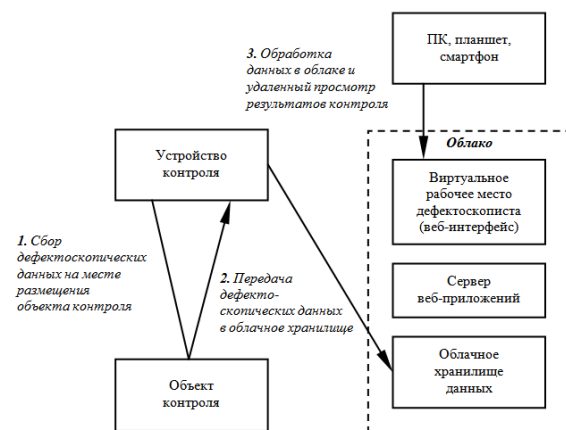 3. Обработка
данных в облаке и
удаленный просмотр
результатов контроля
ПК, планшет,
смартфон
Облако
Устройство
контроля
Виртуальное
рабочее место
дефектоскописта
(веб-интерфейс)
1. Сбор
дефектоскопических
данных на месте
размещения
объекта контроля
2. Передача
дефекто-
скопических данных
в облачное хранилище
Сервер
веб-приложений
Облачное
хранилище
данных
Объект
контроля